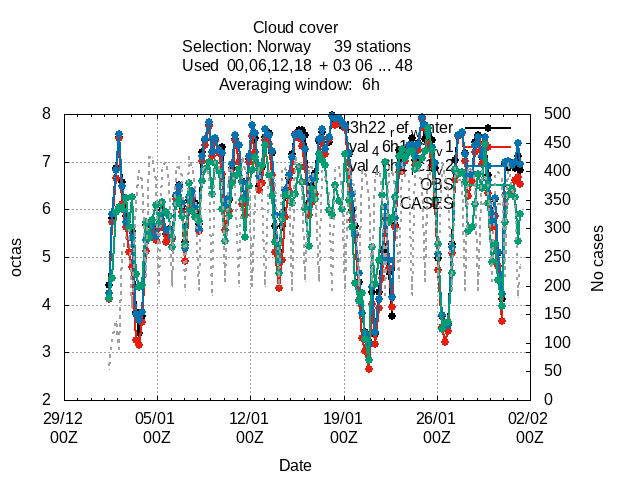 Cloud cover
Selection: Norway 39 stations
Used 00,06,12,18 + 03 06 ... 48
Averaging window: 6h
8
7
6
5
4
3
2
500
450
400
350
300
250
200
150
100
50
0
octas
No cases
OBS
CASES
29/12 00Z
05/01 00Z
12/01 00Z
19/01 00Z
26/01 00Z
02/02 00Z
Date